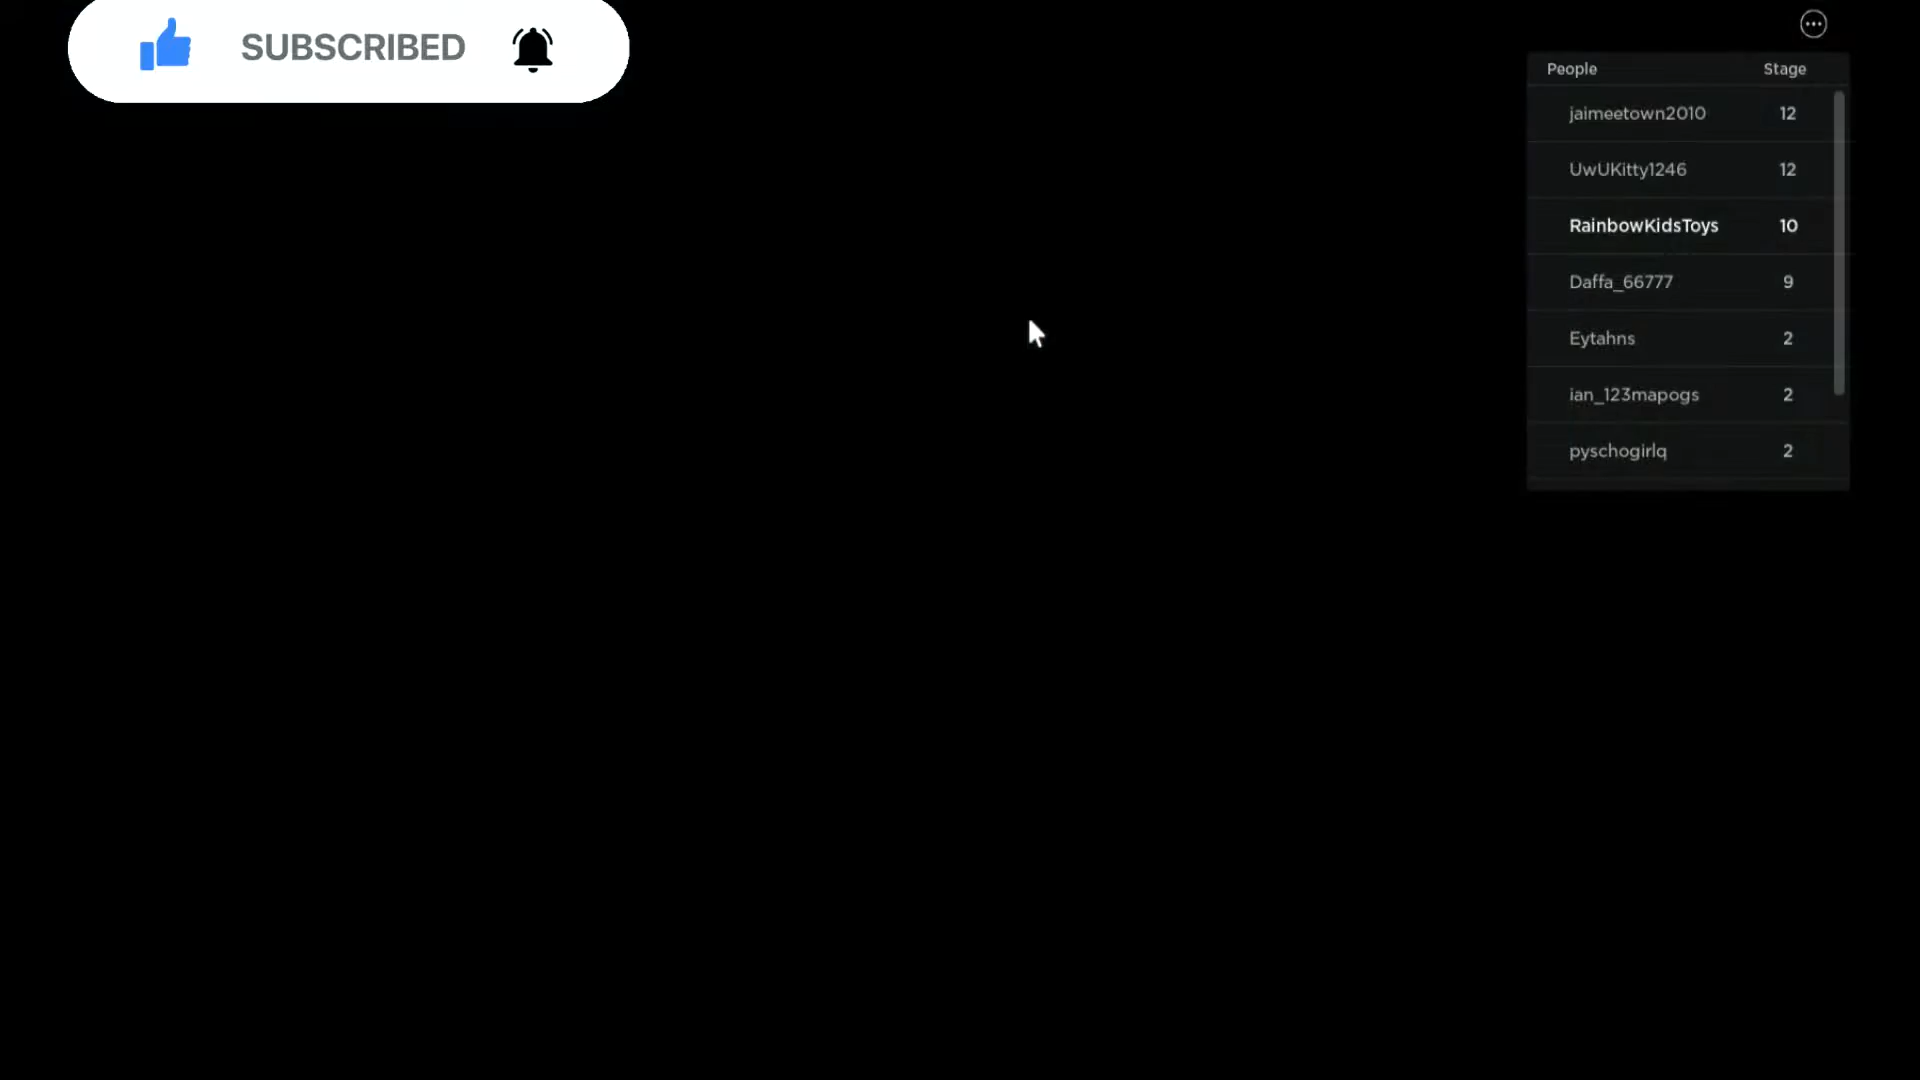 SUBSCRIBED
People Stage
jaimeetown2010 12
UwUKitty1246 12
RainbowKidsToys 10
Daffa_66777 9
Eytahns 2
ian_123mapogs 2
pyschogirlq 2